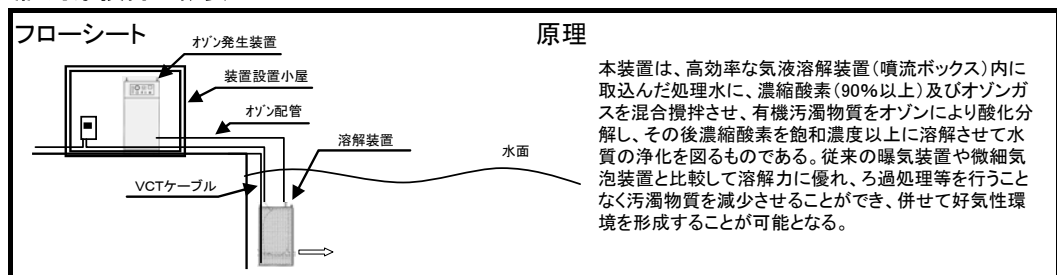 フローシート
オゾン発生装置
装置設置小屋
オゾン配管
溶解装置
水面
VCTケーブル
原理
本装置は、高効率な気液溶解装置(噴流ボックス)内に
取込んだ処理水に、濃縮酸素(90%以上)及びオゾンガ
スを混合攪拌させ、有機汚濁物質をオゾンにより酸化分
解し、その後濃縮酸素を飽和濃度以上に溶解させて水
質の浄化を図るものである。従来の曝気装置や微細気
泡装置と比較して溶解力に優れ、ろ過処理等を行うこと
なく汚濁物質を減少させることができ、併せて好気性環
境を形成することが可能となる。